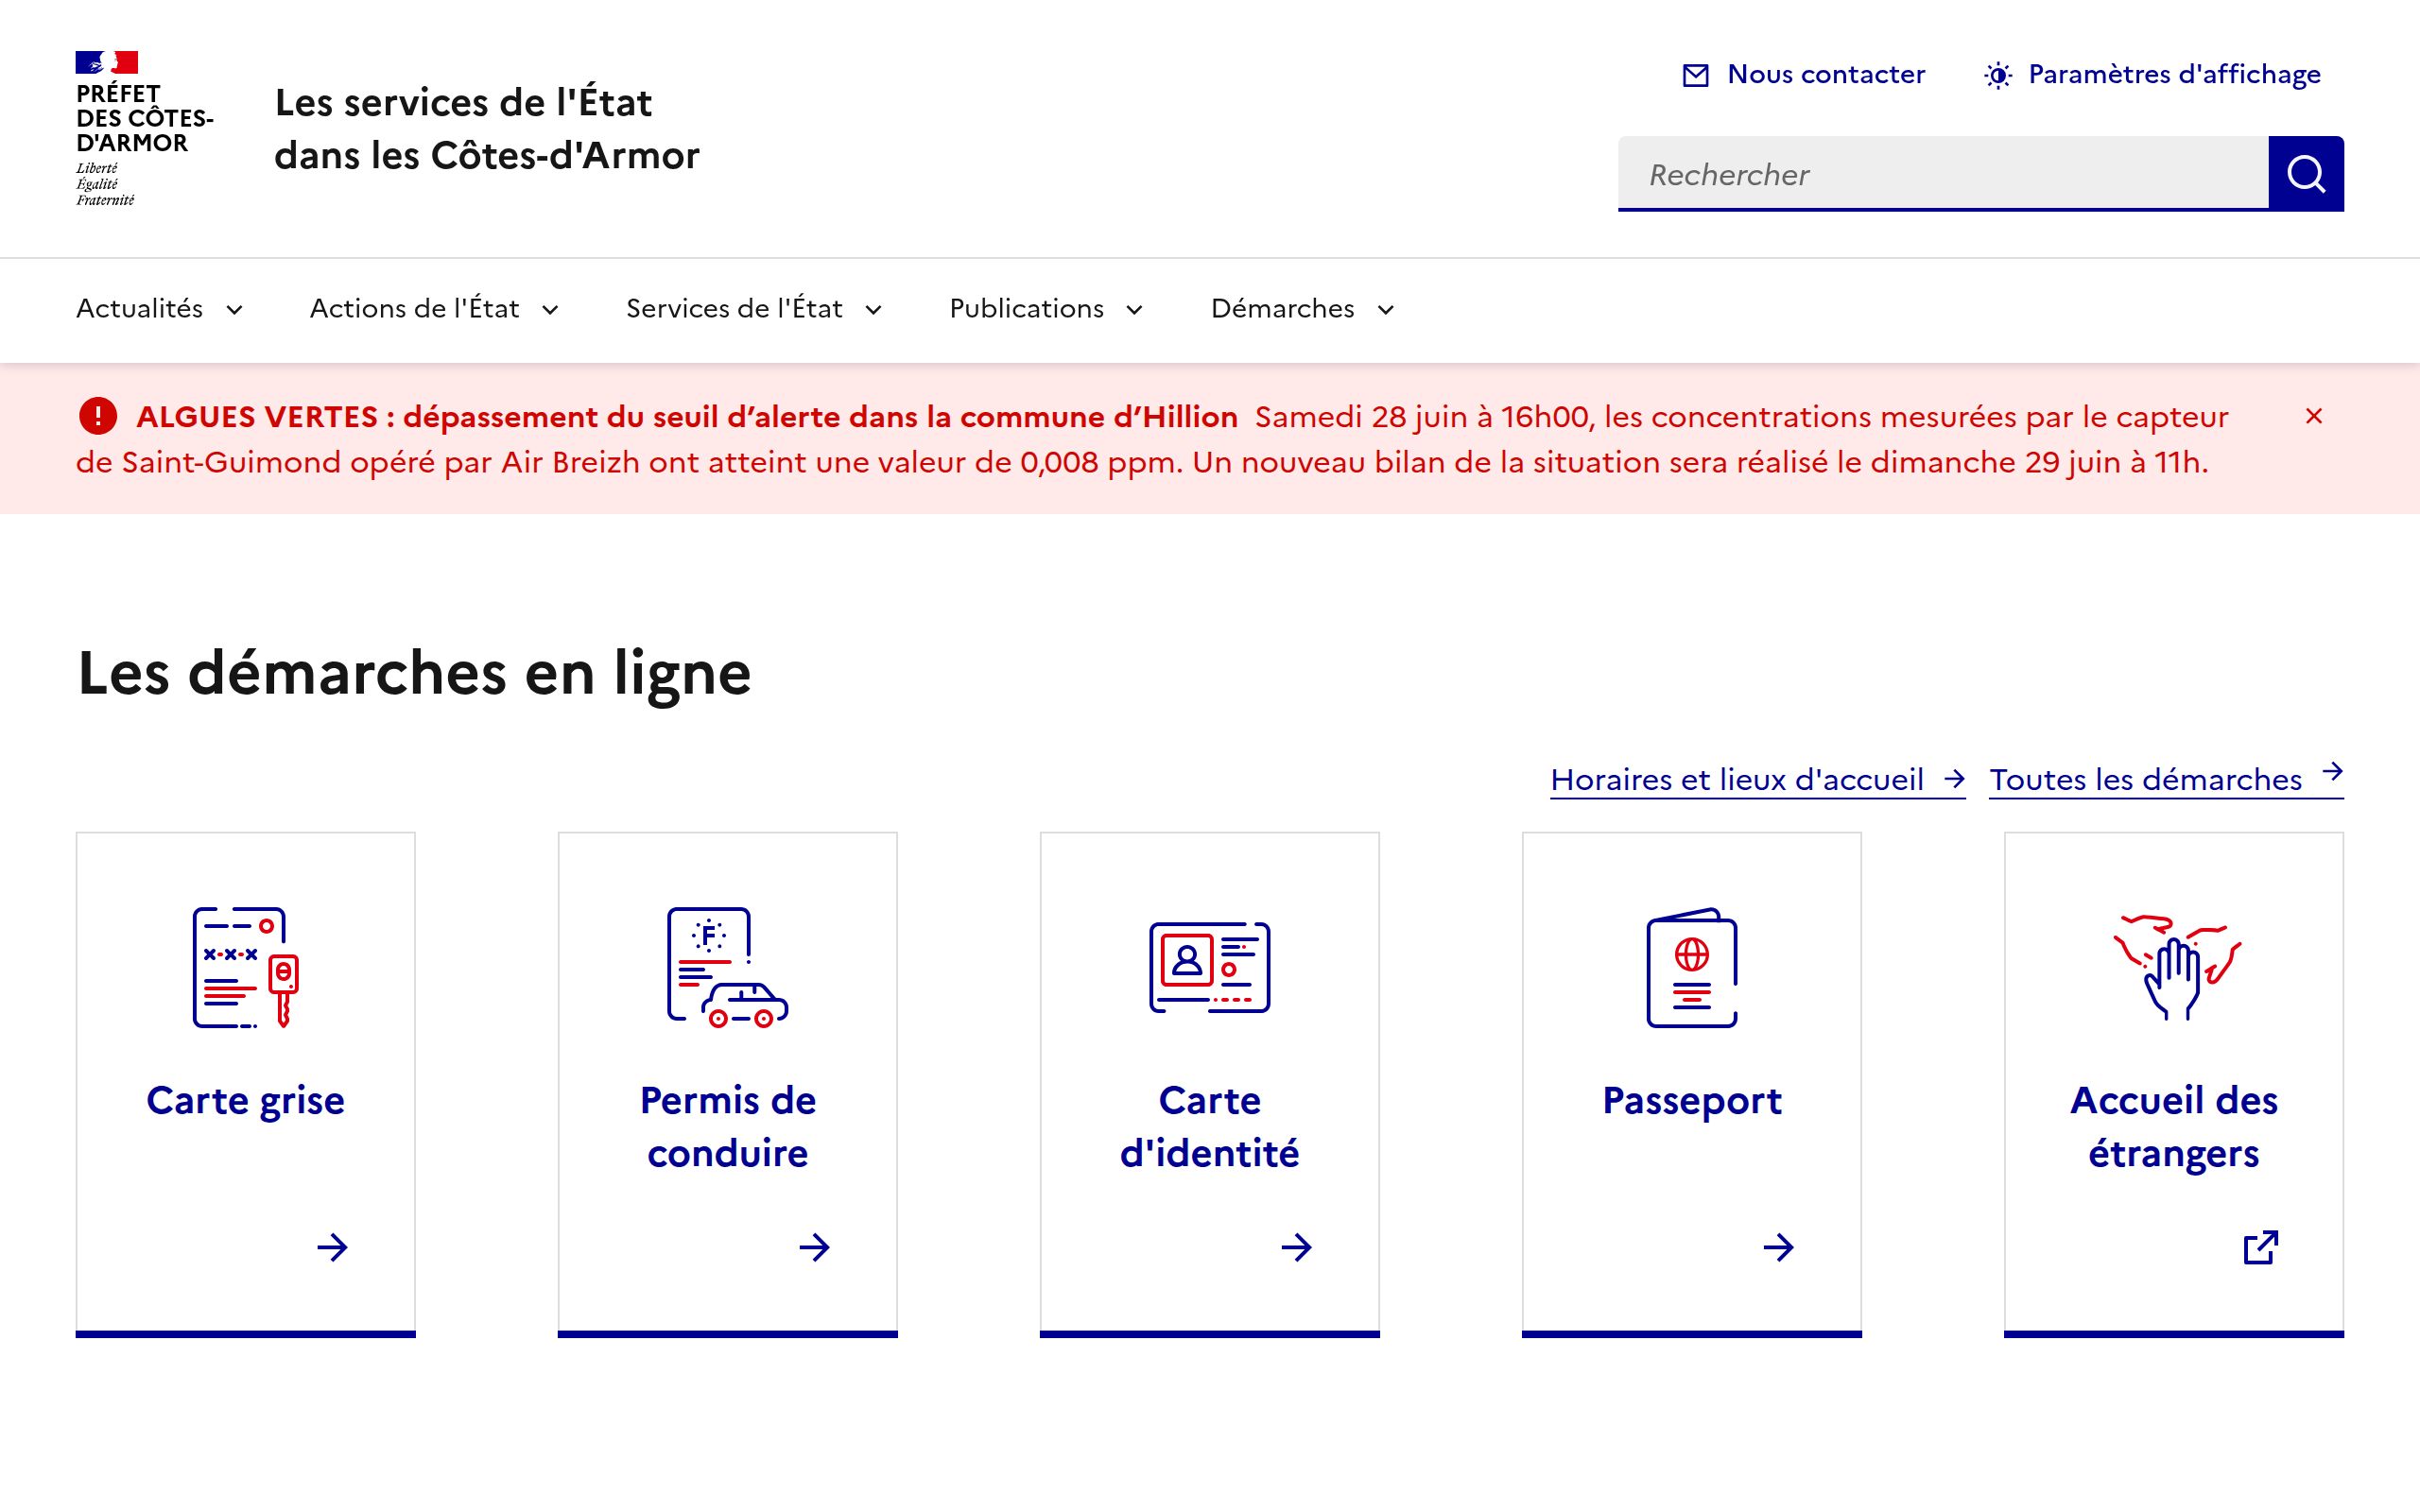 PRÉFET
DES CÔTES-
D'ARMOR
Liberté
Égalité
Fraternité
Les services de l'État
dans les Côtes-d'Armor
Nous contacter
Paramètres d'affichage
Rechercher
Actualités
Actions de l'État
Services de l'État
Publications
Démarches
ALGUES VERTES : dépassement du seuil d’alerte dans la commune d’Hillion Samedi 28 juin à 16h00, les concentrations mesurées par le capteur
de Saint-Guimond opéré par Air Breizh ont atteint une valeur de 0,008 ppm. Un nouveau bilan de la situation sera réalisé le dimanche 29 juin à 11h.
Les démarches en ligne
Horaires et lieux d'accueil
Toutes les démarches
F
Carte grise
Permis de
conduire
Carte
d'identité
Passeport
Accueil des
étrangers